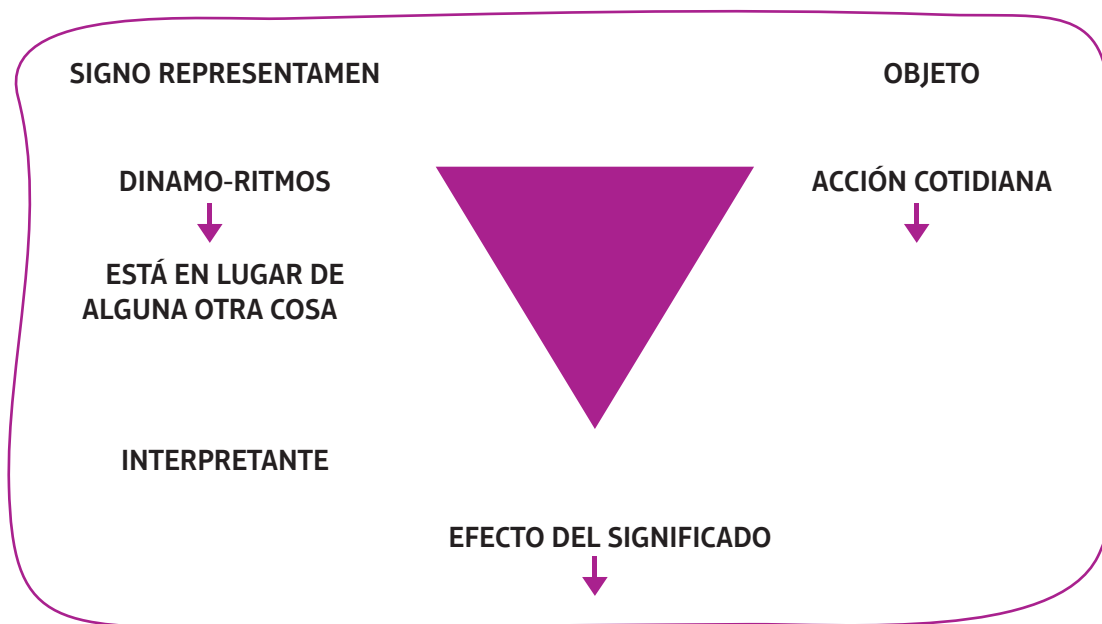 SIGNO REPRESENTAMEN
OBJETO
DINAMO-RITMOS
ACCIÓN COTIDIANA
ESTÁ EN LUGAR DE
ALGUNA OTRA COSA
INTERPRETANTE
EFECTO DEL SIGNIFICADO